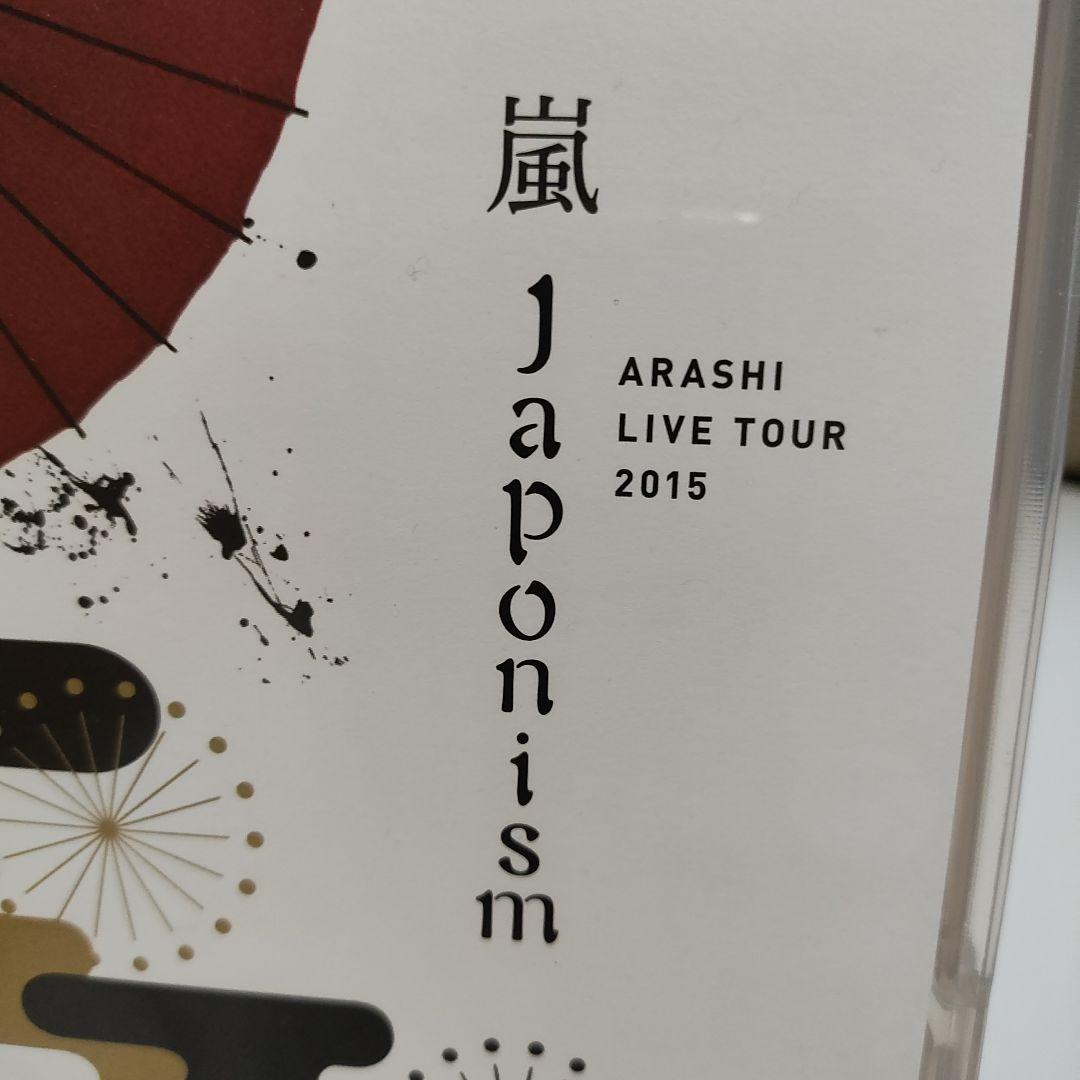 嵐
Japonism
ARASHI
LIVE TOUR
2015